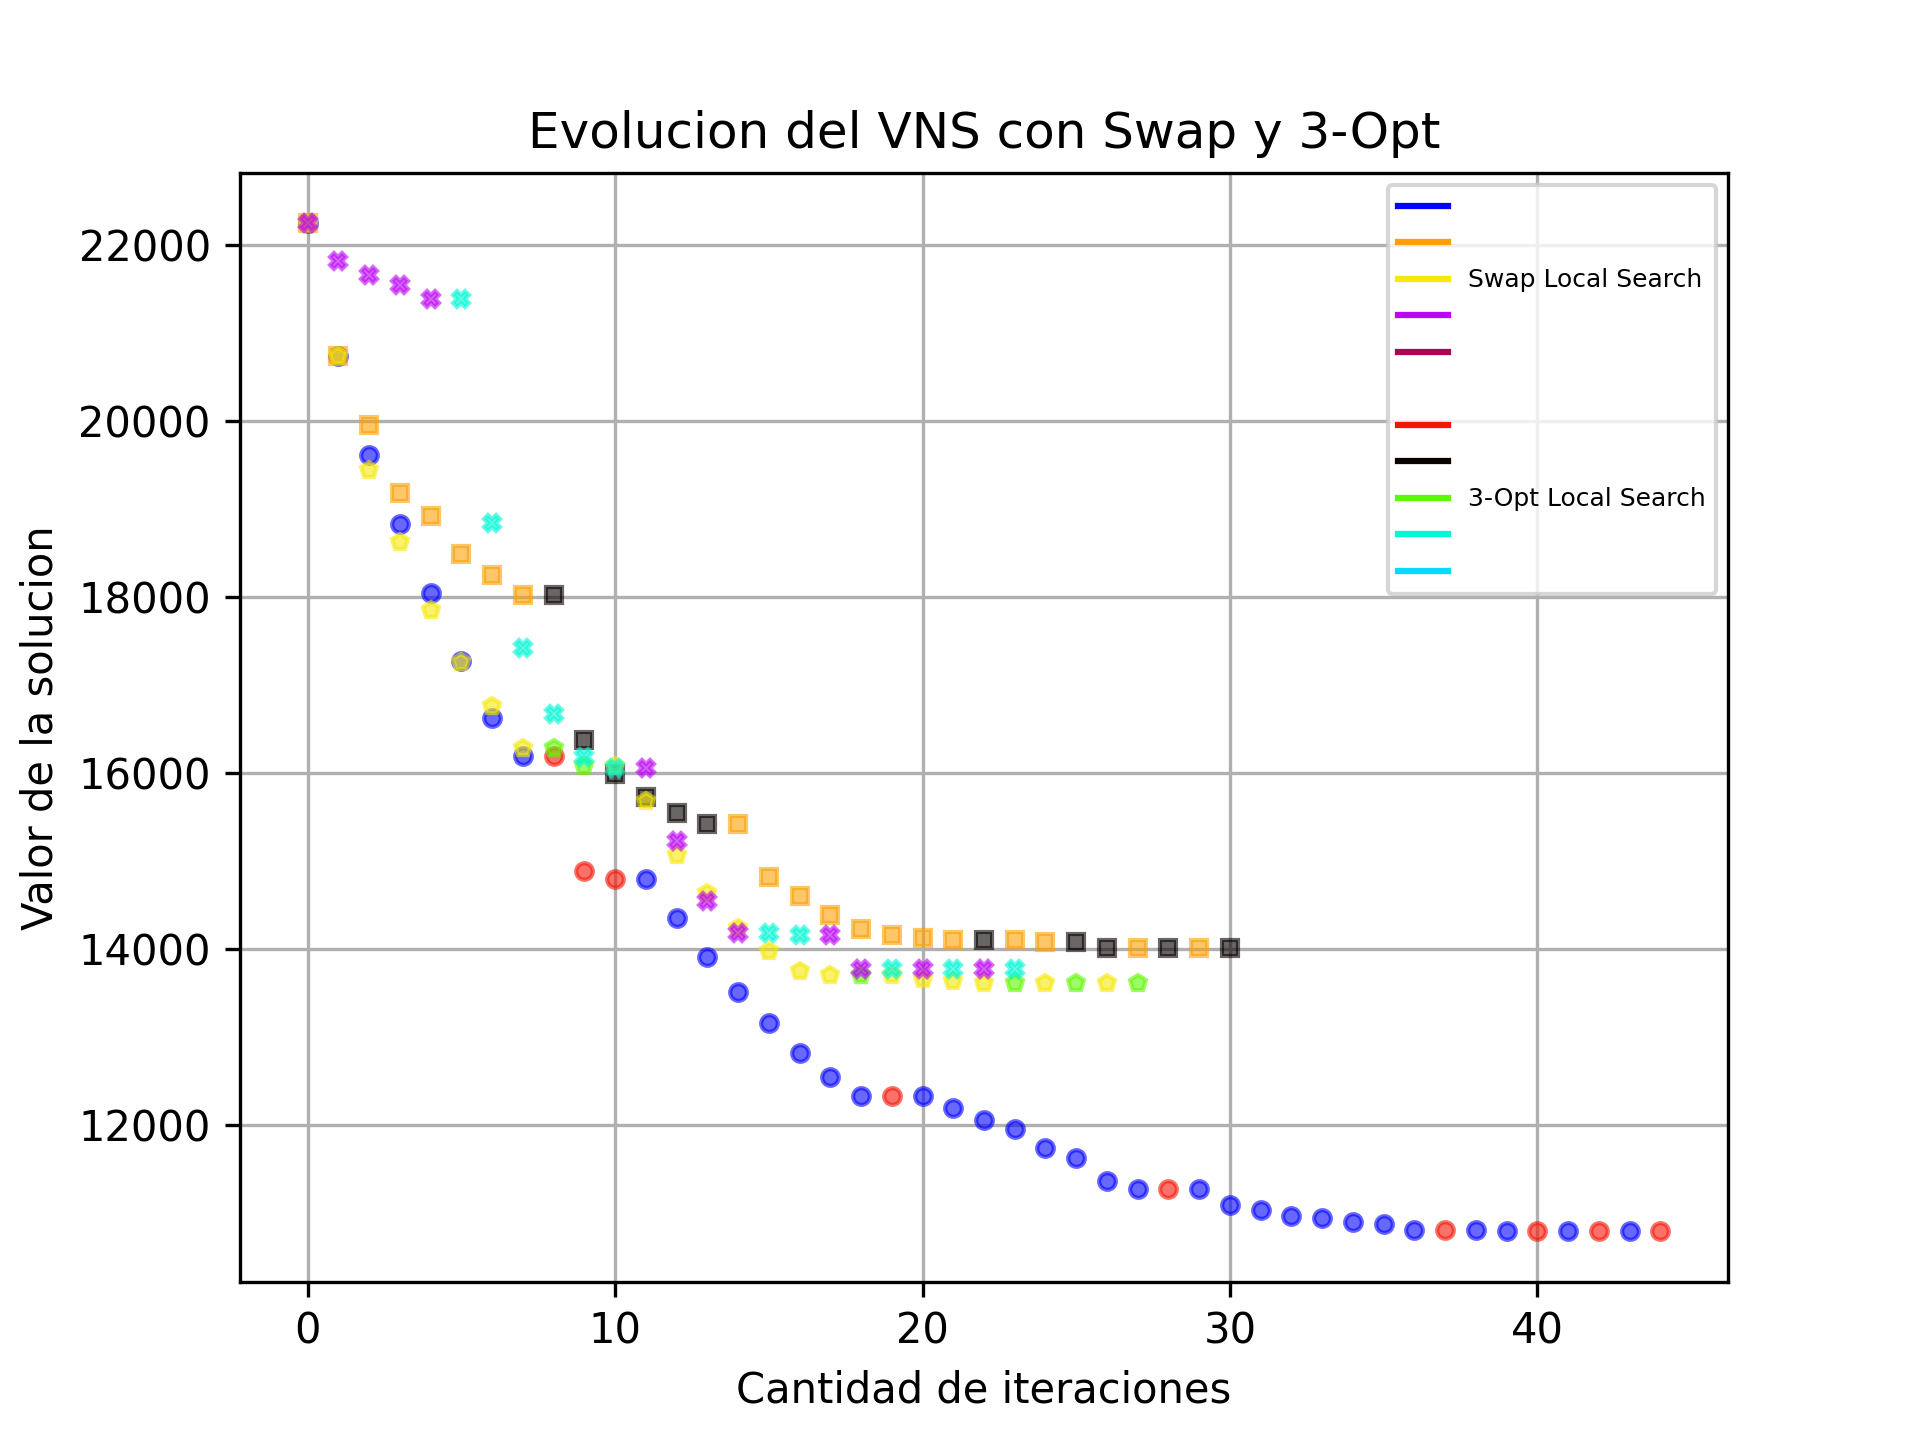 Evolucion del VNS con Swap y 3-Opt
22000
20000
18000
16000
14000
12000
Valor de la solucion
Swap Local Search
3-Opt Local Search
0 10 20 30 40
Cantidad de iteraciones